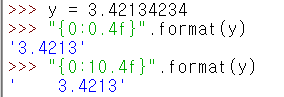 >>> y = 3.42134234
>>> "{0:0.4f}".format(y)
'3.4213'
>>> "{0:10.4f}".format(y)
'    3.4213'